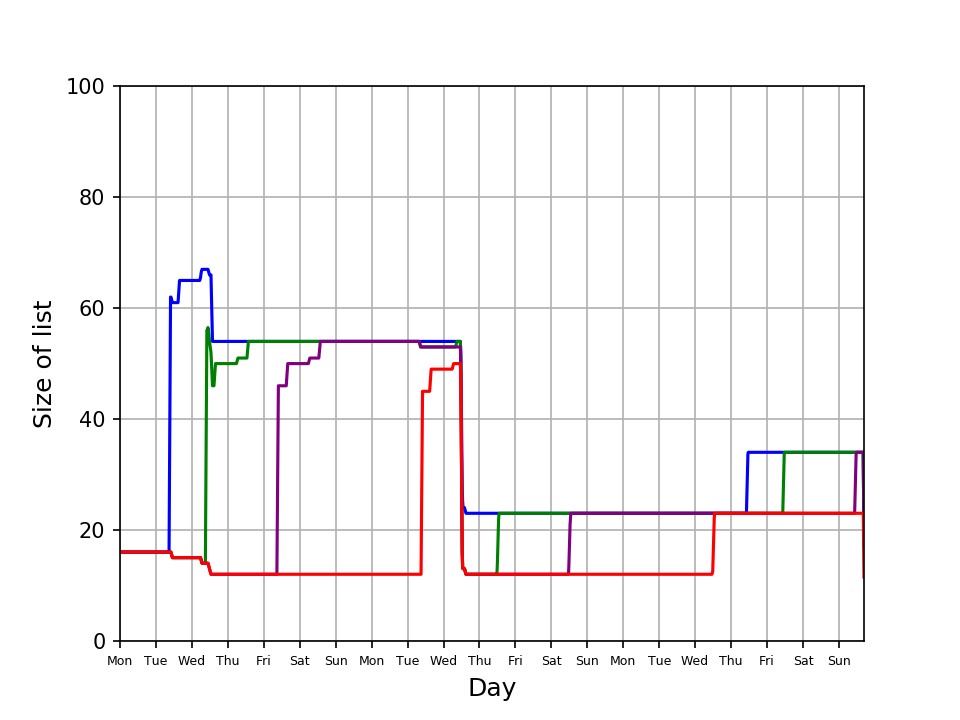 100
80
60
40
20
0
Size of list
Mon Tue Wed Thu Fri Sat Sun Mon Tue Wed Thu Fri Sat Sun Mon Tue Wed Thu Fri Sat Sun
Day